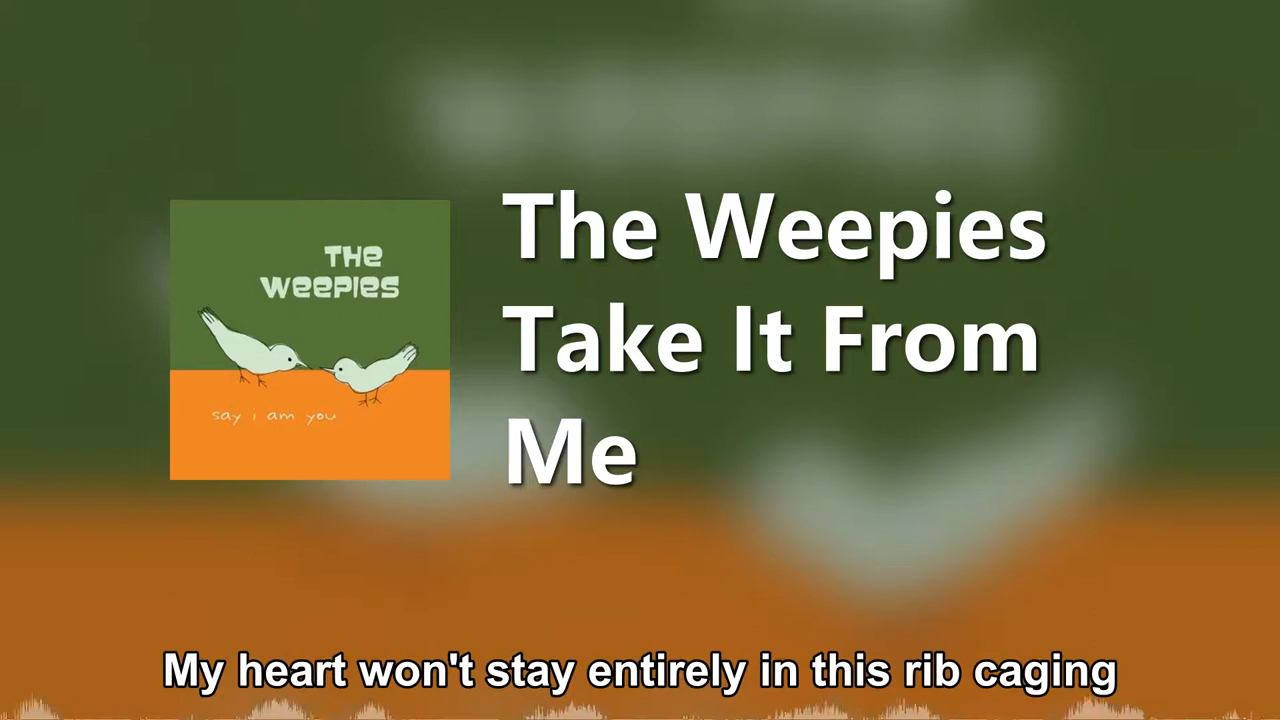 THE
WEEPIES
say i am you
The Weepies
Take It From
Me
My heart won't stay entirely in this rib caging